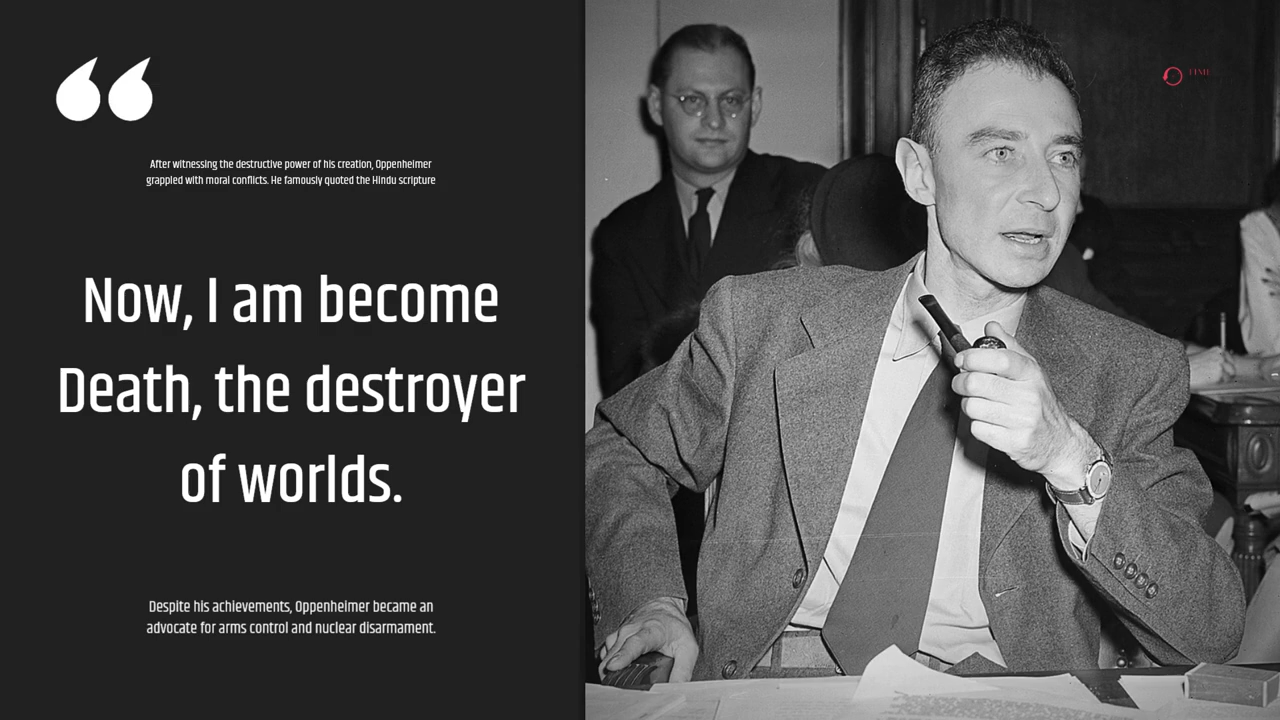 After witnessing the destructive power of his creation, Oppenheimer
grappled with moral conflicts. He famously quoted the Hindu scripture
Now, I am become
Death, the destroyer
of worlds.
Despite his achievements, Oppenheimer became an
advocate for arms control and nuclear disarmament.